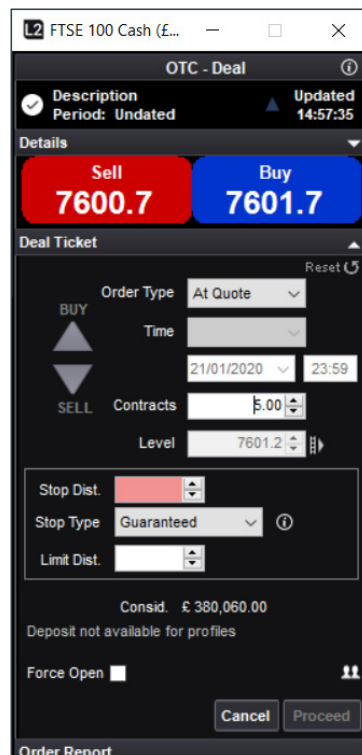 L2 FTSE 100 Cash (£...
OTC - Deal
Description
Period: Undated
Updated
14:57:35
Details
Sell
7600.7
Buy
7601.7
Deal Ticket
Reset
Order Type At Quote
BUY
Time
21/01/2020 23:59
SELL
Contracts 5.00
Level 7601.2
Stop Dist.
Stop Type Guaranteed
Limit Dist.
Consid. £ 380,060.00
Deposit not available for profiles
Force Open
Cancel Proceed
Order Report